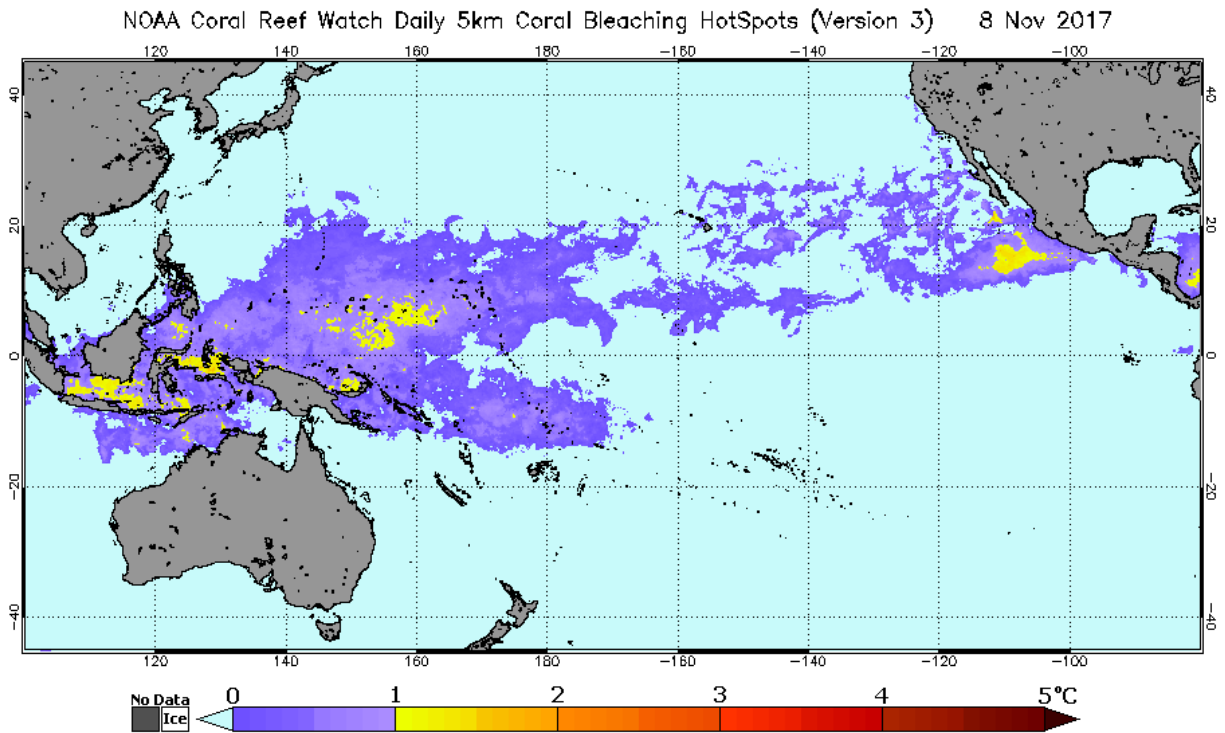 NOAA Coral Reef Watch Daily 5km Coral Bleaching HotSpots (Version 3) 8 Nov 2017
120 140 160 180 -160 -140 -120 -100
40 40
20 20
0 0
-20 -20
-40 -40
120 140 160 180 -160 -140 -120 -100
No Data 0 1 2 3 4 5°C
Ice